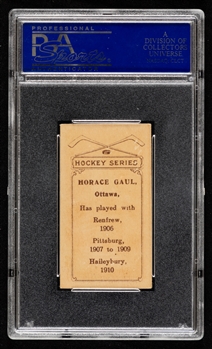 PROFESSIONAL
PSA
A
DIVISION OF
COLLECTORS
UNIVERSE
HOCKEY SERIES
HORACE GAUL,
Ottawa,
Has played with
Renfrew,
1906
Pittsburg,
1907 to 1909
Haileybury,
1910